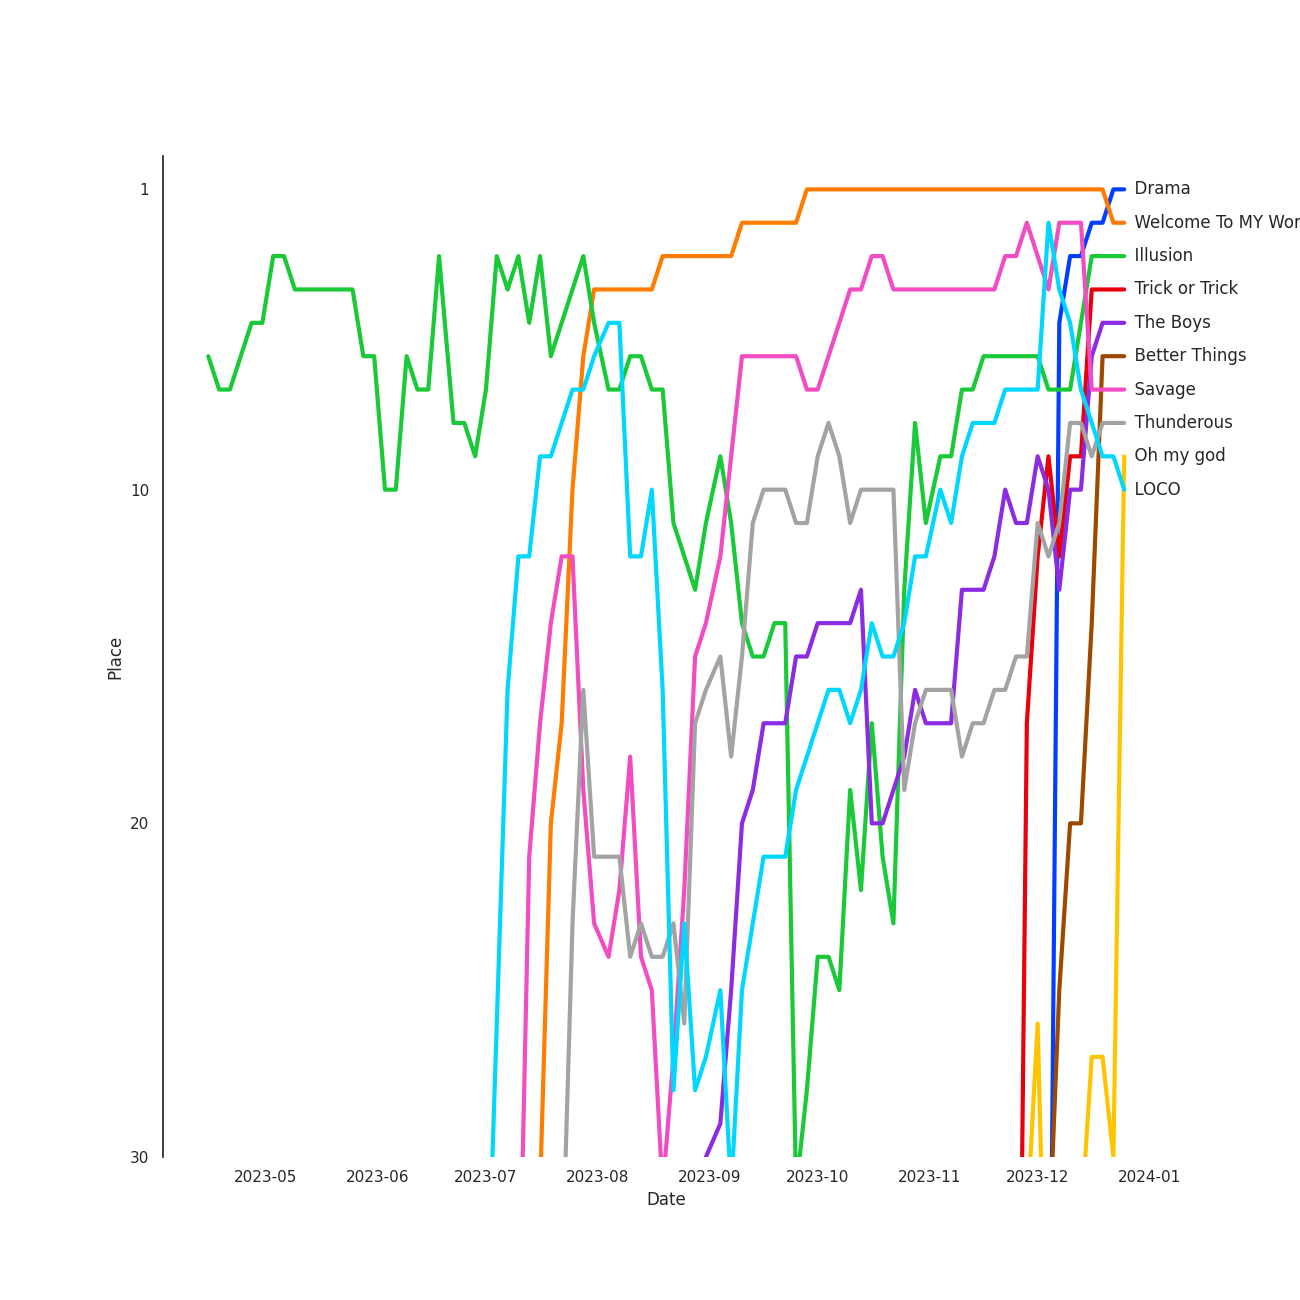 1
Drama
Welcome To MY Wor
Illusion
Trick or Trick
The Boys
Better Things
Savage
Thunderous
Oh my god
10
LOCO
Place
20
30
2023-05 2023-06 2023-07 2023-08 2023-09 2023-10 2023-11 2023-12 2024-01
Date